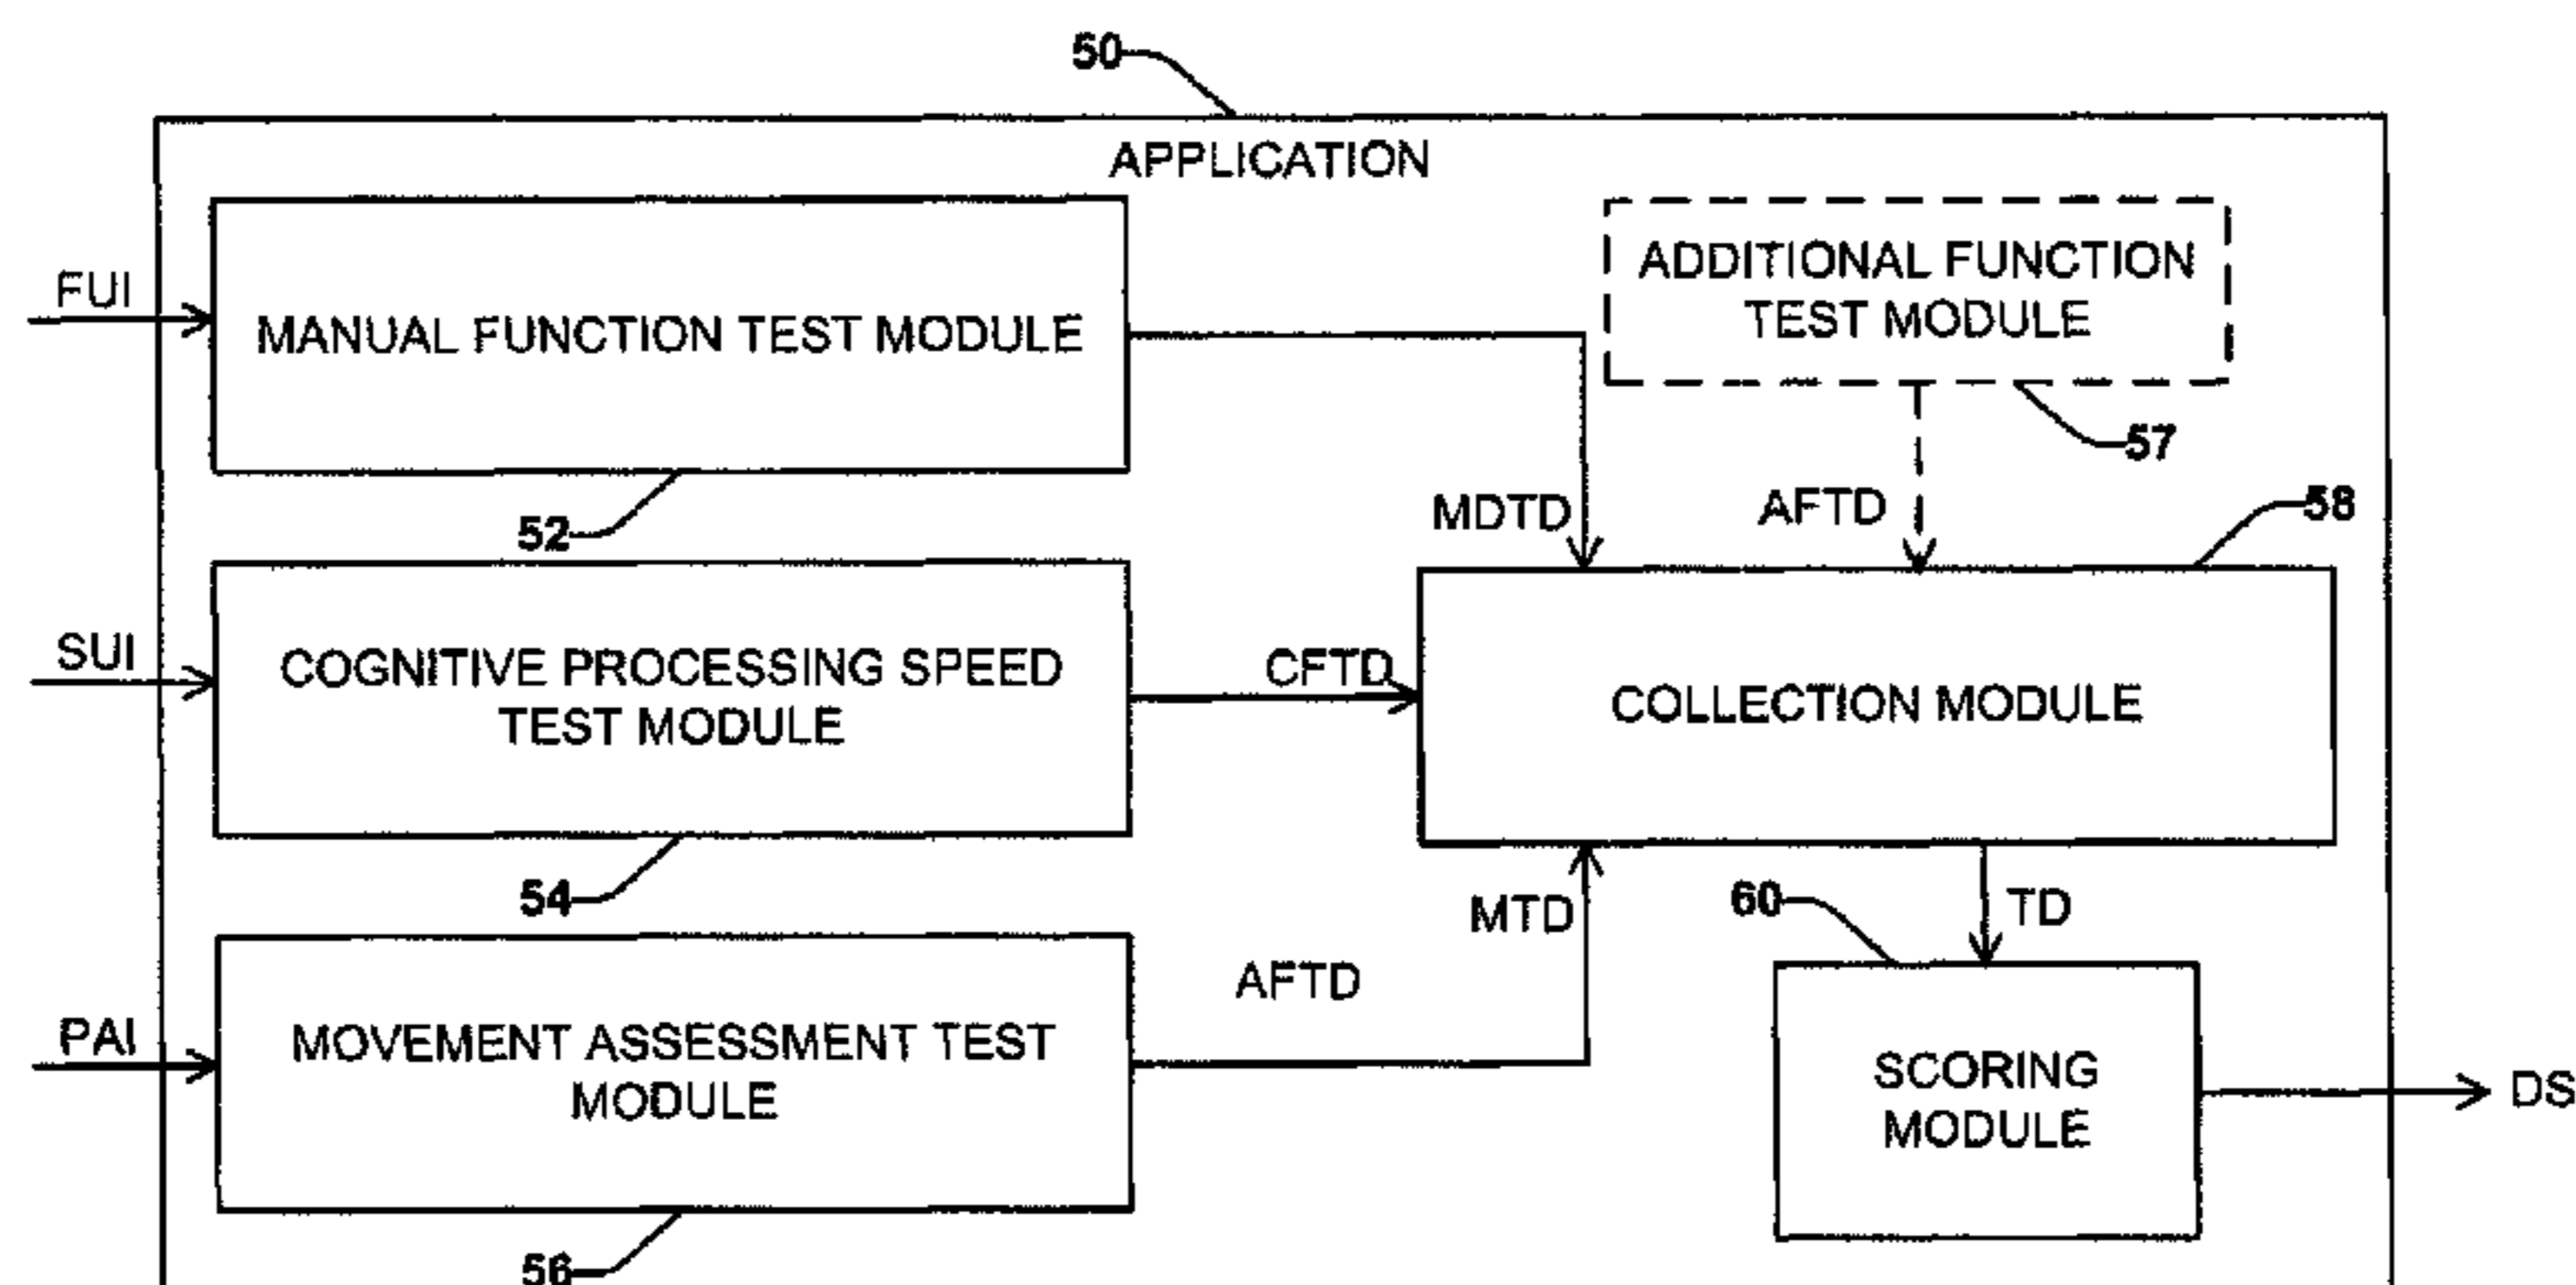 50
APPLICATION
FUI
MANUAL FUNCTION TEST MODULE
52
ADDITIONAL FUNCTION
TEST MODULE
57
MDTD
AFTD
58
SUI
COGNITIVE PROCESSING SPEED
TEST MODULE
54
CFTD
COLLECTION MODULE
PAI
MOVEMENT ASSESSMENT TEST
MODULE
56
AFTD
MTD
60
TD
SCORING
MODULE
DS